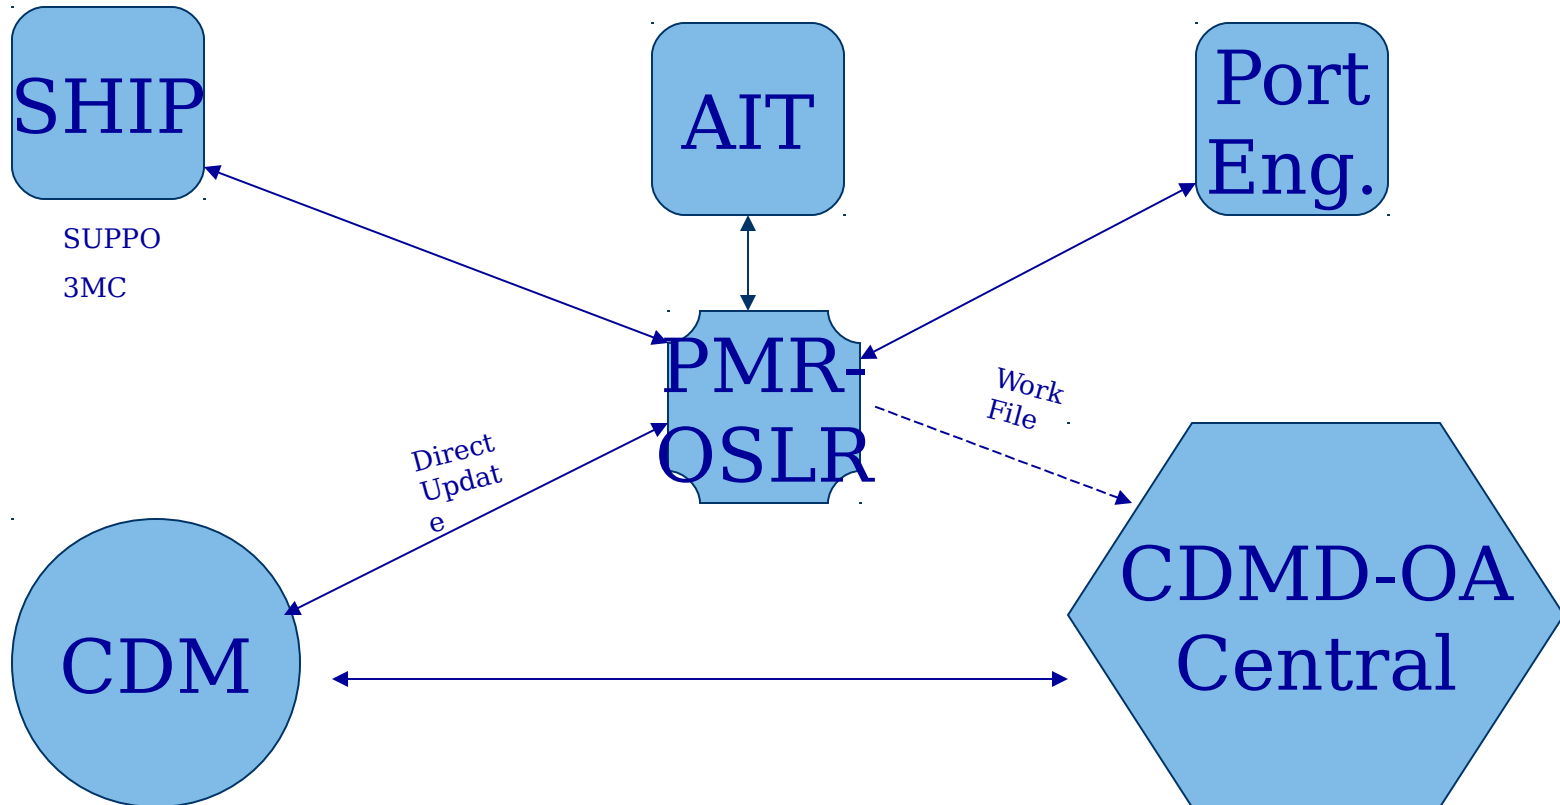 SHIP
AIT
Port
Eng.
SUPPO
3MC
PMR-
OSLR
Work
File
Direct
Updat
e
CDMD-OA
Central
CDM